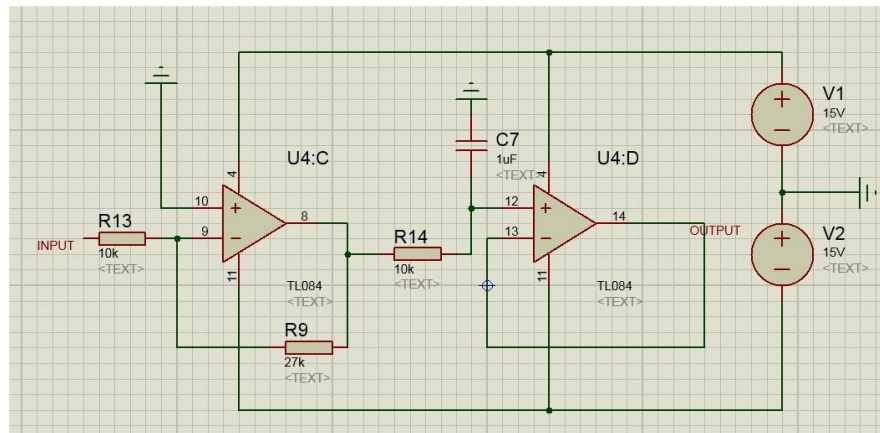 V1
15V
<TEXT>
C7
1uF
<TEXT>
U4:C
U4:D
4
4
10
8
9
11
TL084
<TEXT>
12
14
13
11
TL084
<TEXT>
R13
INPUT
10k
<TEXT>
R14
10k
<TEXT>
OUTPUT
V2
15V
<TEXT>
R9
27k
<TEXT>